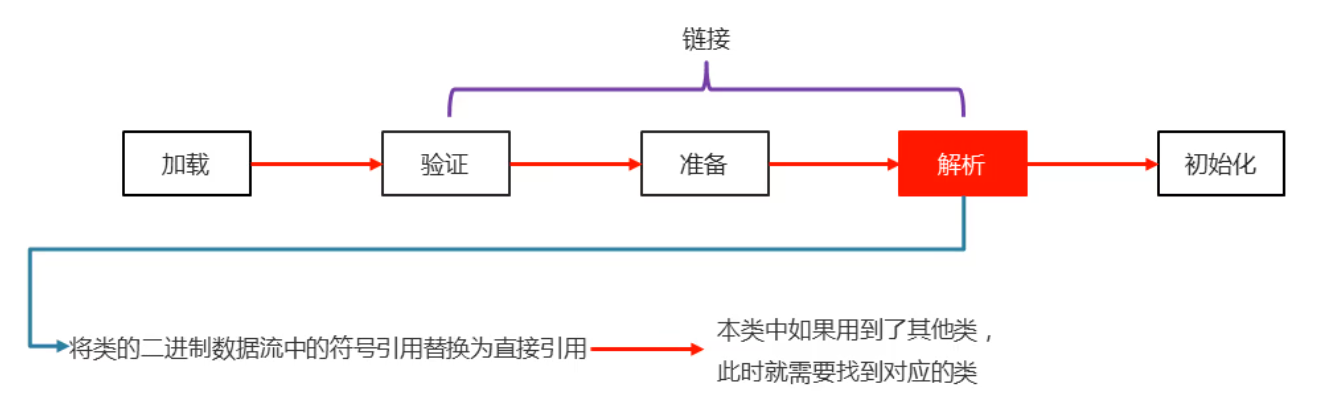 链接
加载
验证
准备
解析
初始化
将类的二进制数据流中的符号引用替换为直接引用
本类中如果用到了其他类，
此时就需要找到对应的类